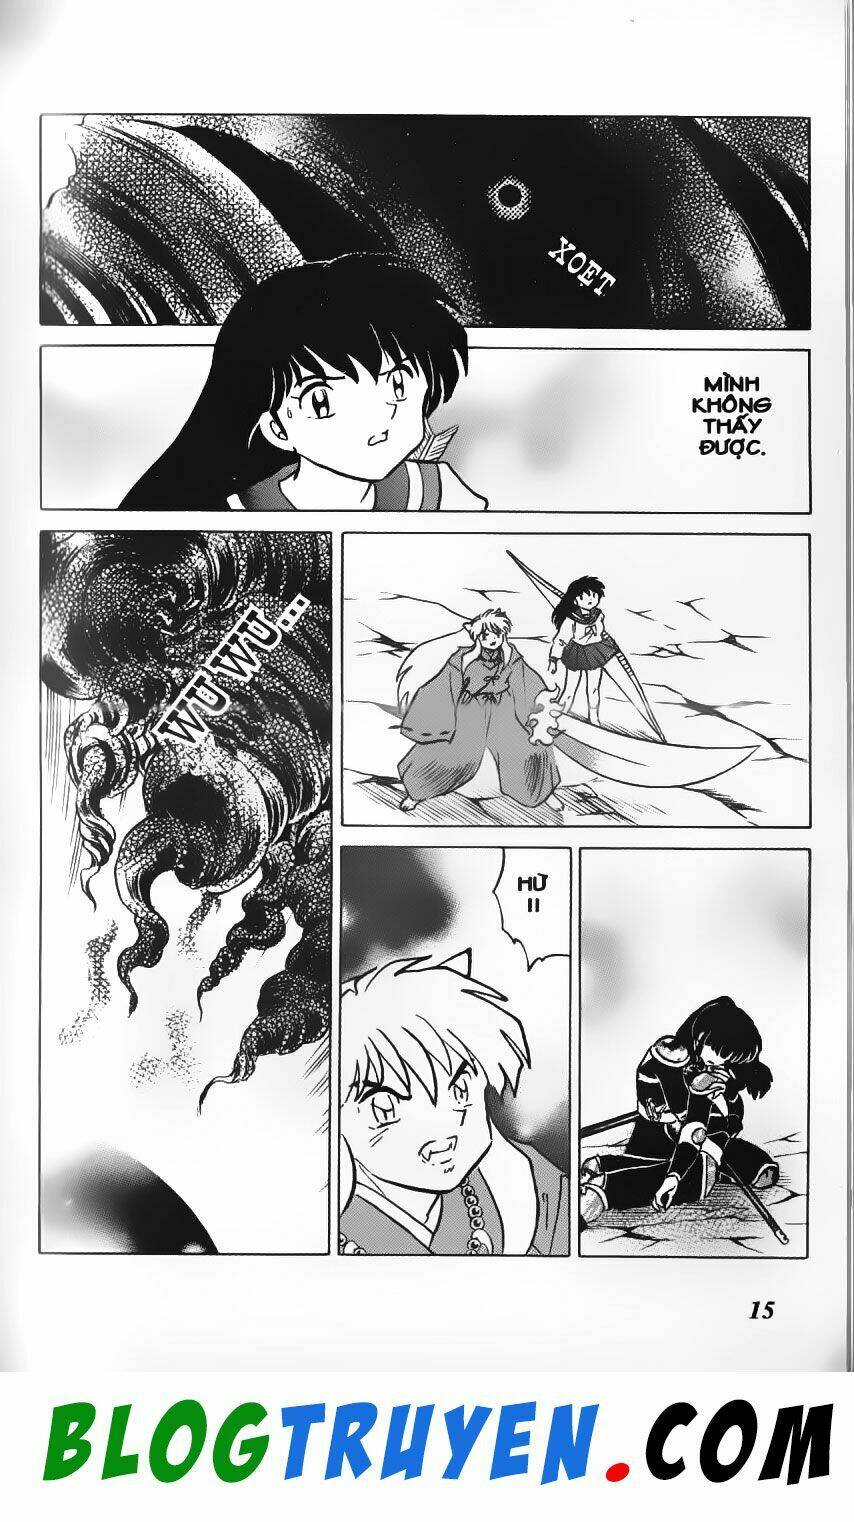 XOẸT
MÌNH
KHÔNG
THẤY
ĐƯỢC.
WU WU...
HỪ
!!
15
BLOGTRUYEN.COM